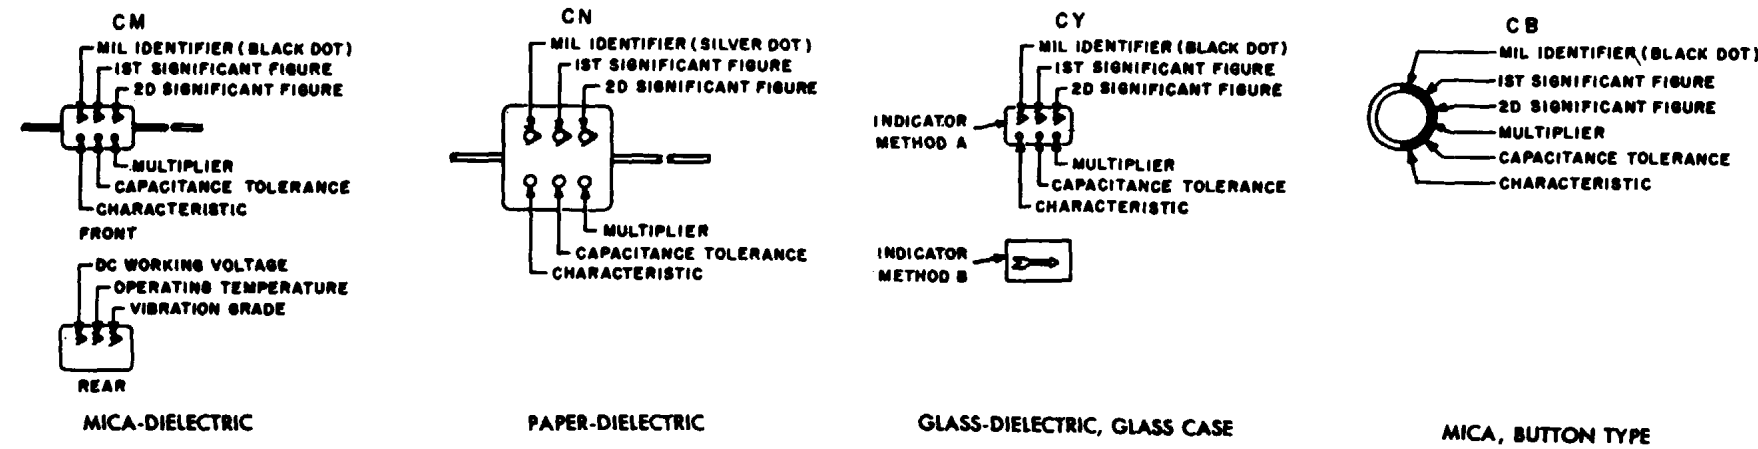 CM
MIL IDENTIFIER (BLACK DOT)
1ST SIGNIFICANT FIGURE
2D SIGNIFICANT FIGURE
MULTIPLIER
CAPACITANCE TOLERANCE
CHARACTERISTIC
FRONT
DC WORKING VOLTAGE
OPERATING TEMPERATURE
VIBRATION GRADE
REAR
MICA-DIELECTRIC
CN
MIL IDENTIFIER (SILVER DOT)
1ST SIGNIFICANT FIGURE
2D SIGNIFICANT FIGURE
MULTIPLIER
CAPACITANCE TOLERANCE
CHARACTERISTIC
PAPER-DIELECTRIC
CY
MIL IDENTIFIER (BLACK DOT)
1ST SIGNIFICANT FIGURE
2D SIGNIFICANT FIGURE
INDICATOR
METHOD A
MULTIPLIER
CAPACITANCE TOLERANCE
CHARACTERISTIC
INDICATOR
METHOD B
GLASS-DIELECTRIC, GLASS CASE
CB
MIL IDENTIFIER (BLACK DOT)
1ST SIGNIFICANT FIGURE
2D SIGNIFICANT FIGURE
MULTIPLIER
CAPACITANCE TOLERANCE
CHARACTERISTIC
MICA, BUTTON TYPE